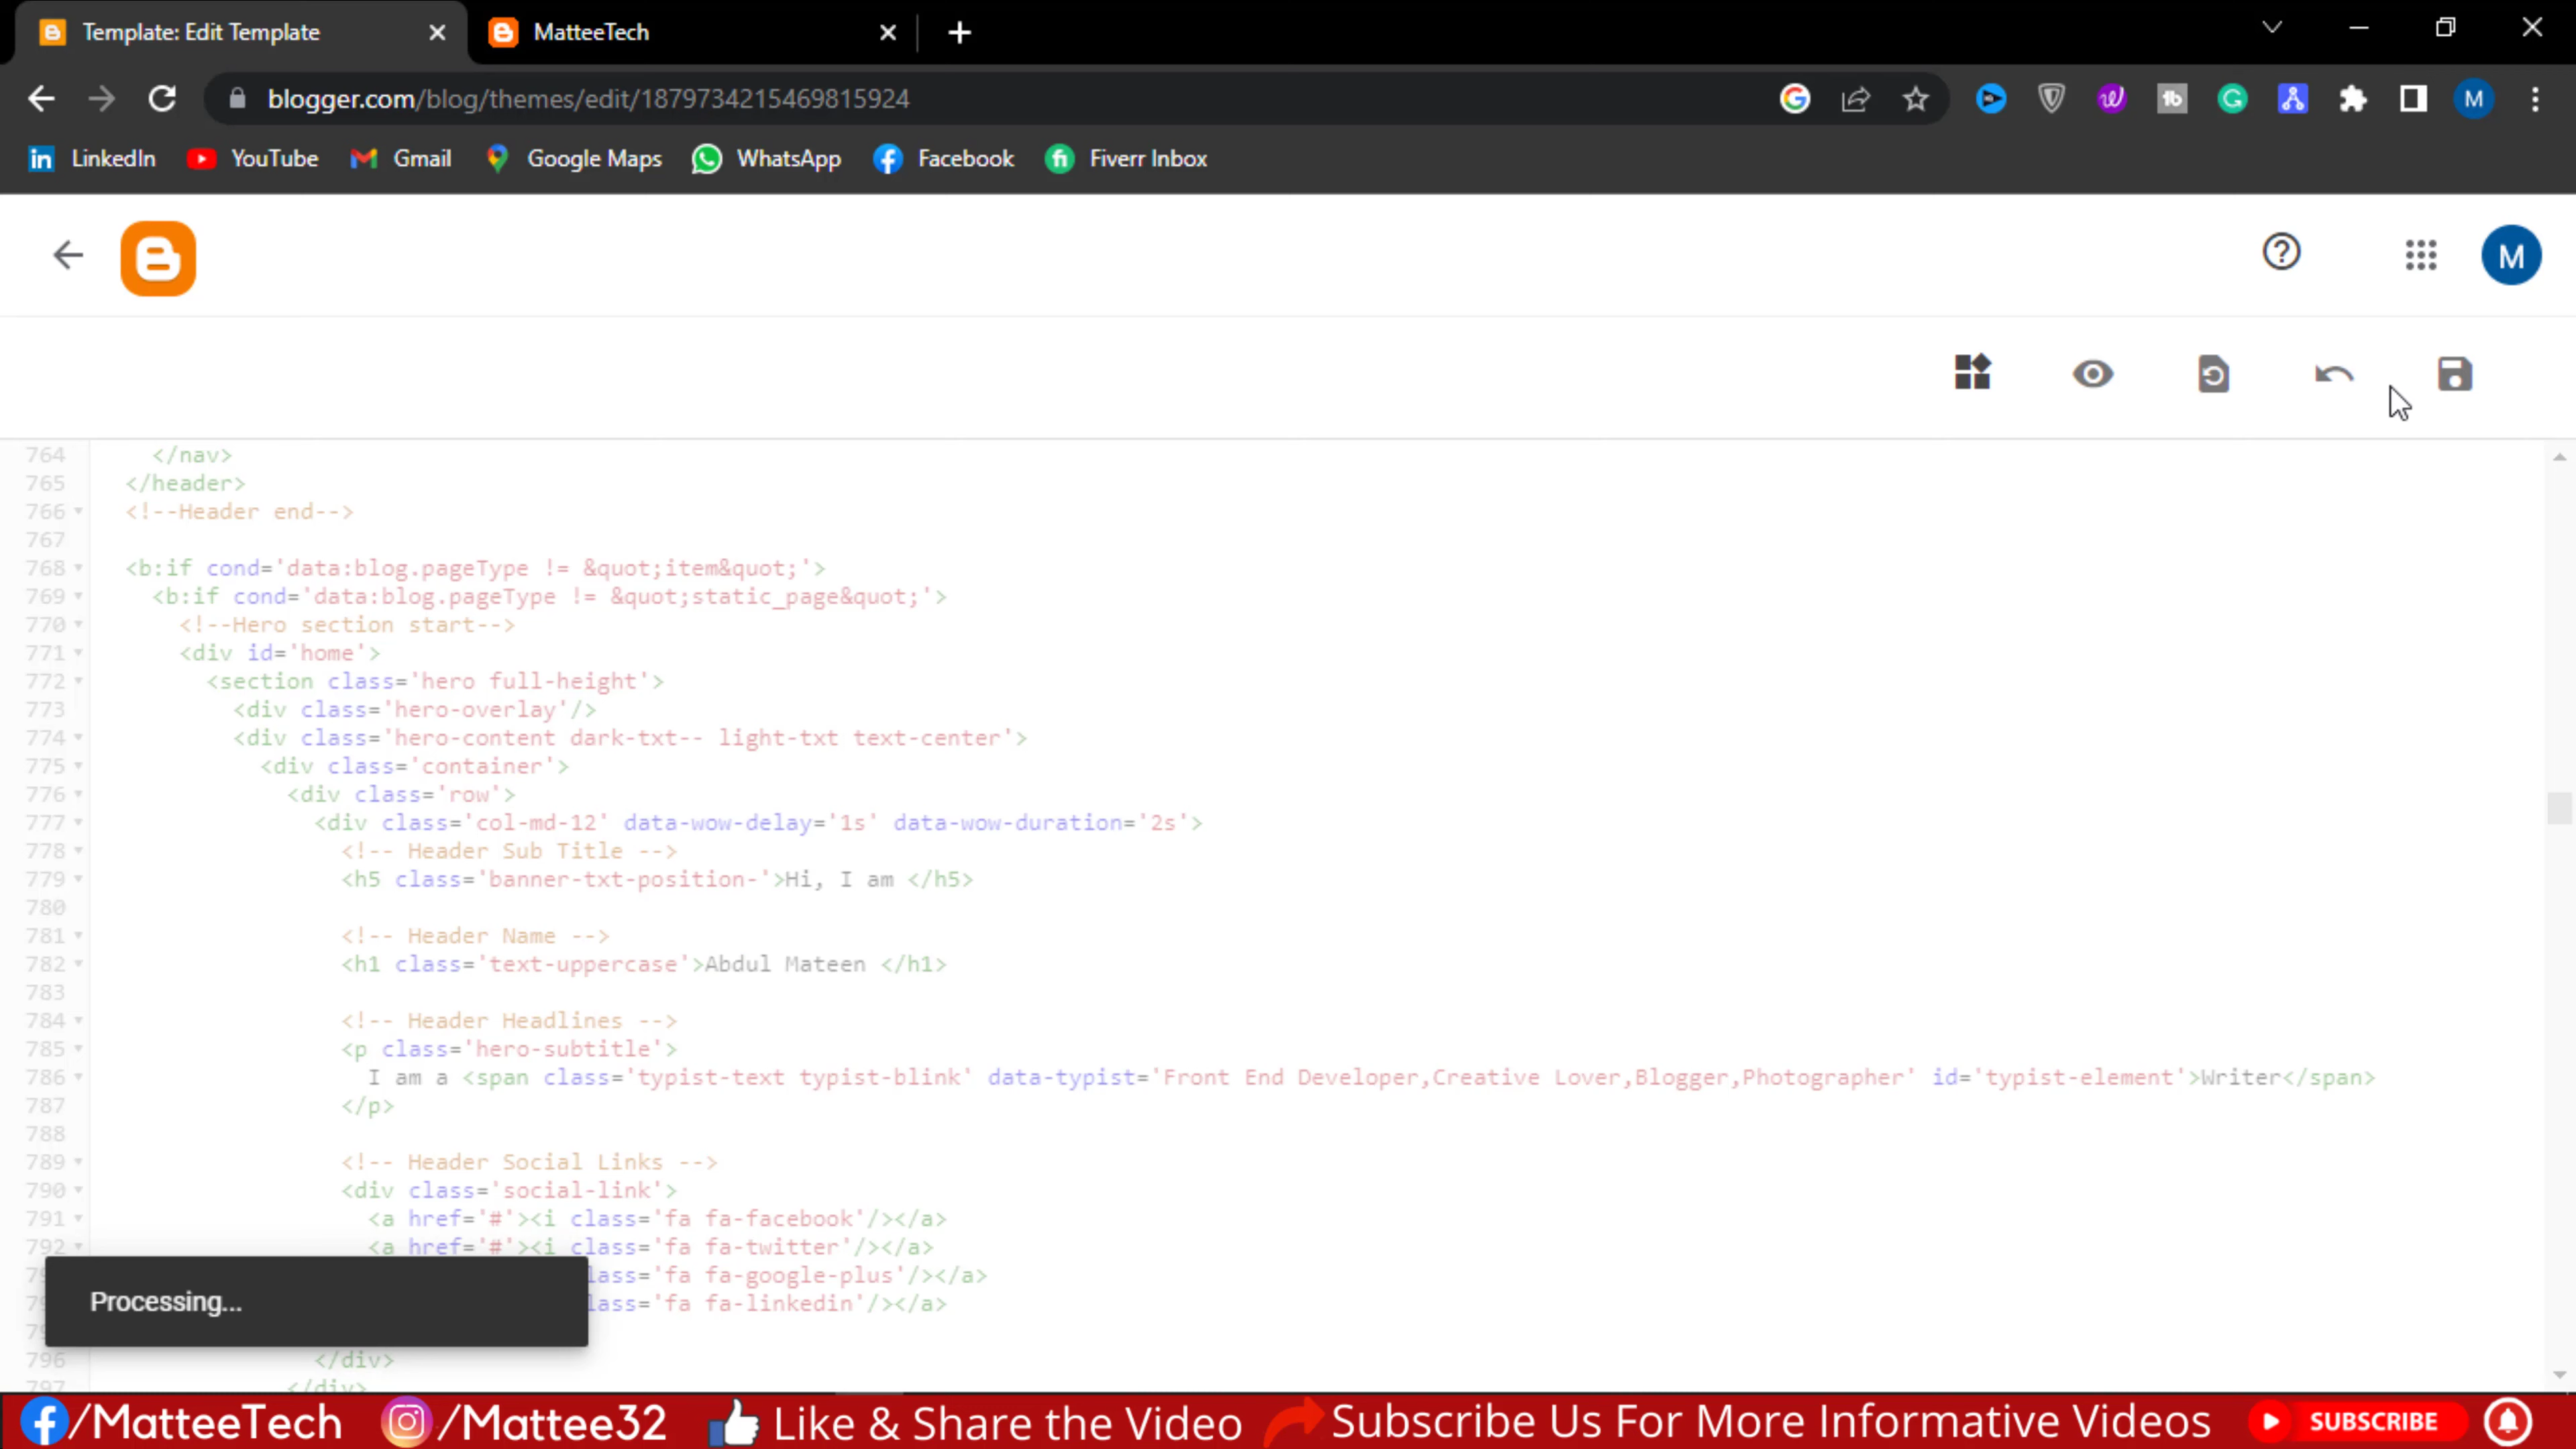 Template: Edit Template
MatteeTech
blogger.com/blog/themes/edit/1879734215469815924
LinkedIn YouTube Gmail Google Maps WhatsApp Facebook Fiverr Inbox
M
764 </nav>
765 </header>
766 <!--Header end-->
767
768 <b:if cond='data:blog.pageType != &quot;item&quot;'>
769 <b:if cond='data:blog.pageType != &quot;static_page&quot;'>
770 <!--Hero section start-->
771 <div id='home'>
772 <section class='hero full-height'>
773 <div class='hero-overlay'/>
774 <div class='hero-content dark-txt-- light-txt text-center'>
775 <div class='container'>
776 <div class='row'>
777 <div class='col-md-12' data-wow-delay='1s' data-wow-duration='2s'>
778 <!-- Header Sub Title -->
779 <h5 class='banner-txt-position-'>Hi, I am </h5>
780
781 <!-- Header Name -->
782 <h1 class='text-uppercase'>Abdul Mateen </h1>
783
784 <!-- Header Headlines -->
785 <p class='hero-subtitle'>
786 I am a <span class='typist-text typist-blink' data-typist='Front End Developer,Creative Lover,Blogger,Photographer' id='typist-element'>Writer</span>
787 </p>
788
789 <!-- Header Social Links -->
790 <div class='social-link'>
791 <a href='#'><i class='fa fa-facebook'/></a>
792 <a href='#'><i class='fa fa-twitter'/></a>
lass='fa fa-google-plus'/></a>
lass='fa fa-linkedin'/></a>
Processing...
796 </div>
797 </div>
/MatteeTech /Mattee32 Like & Share the Video Subscribe Us For More Informative Videos SUBSCRIBE